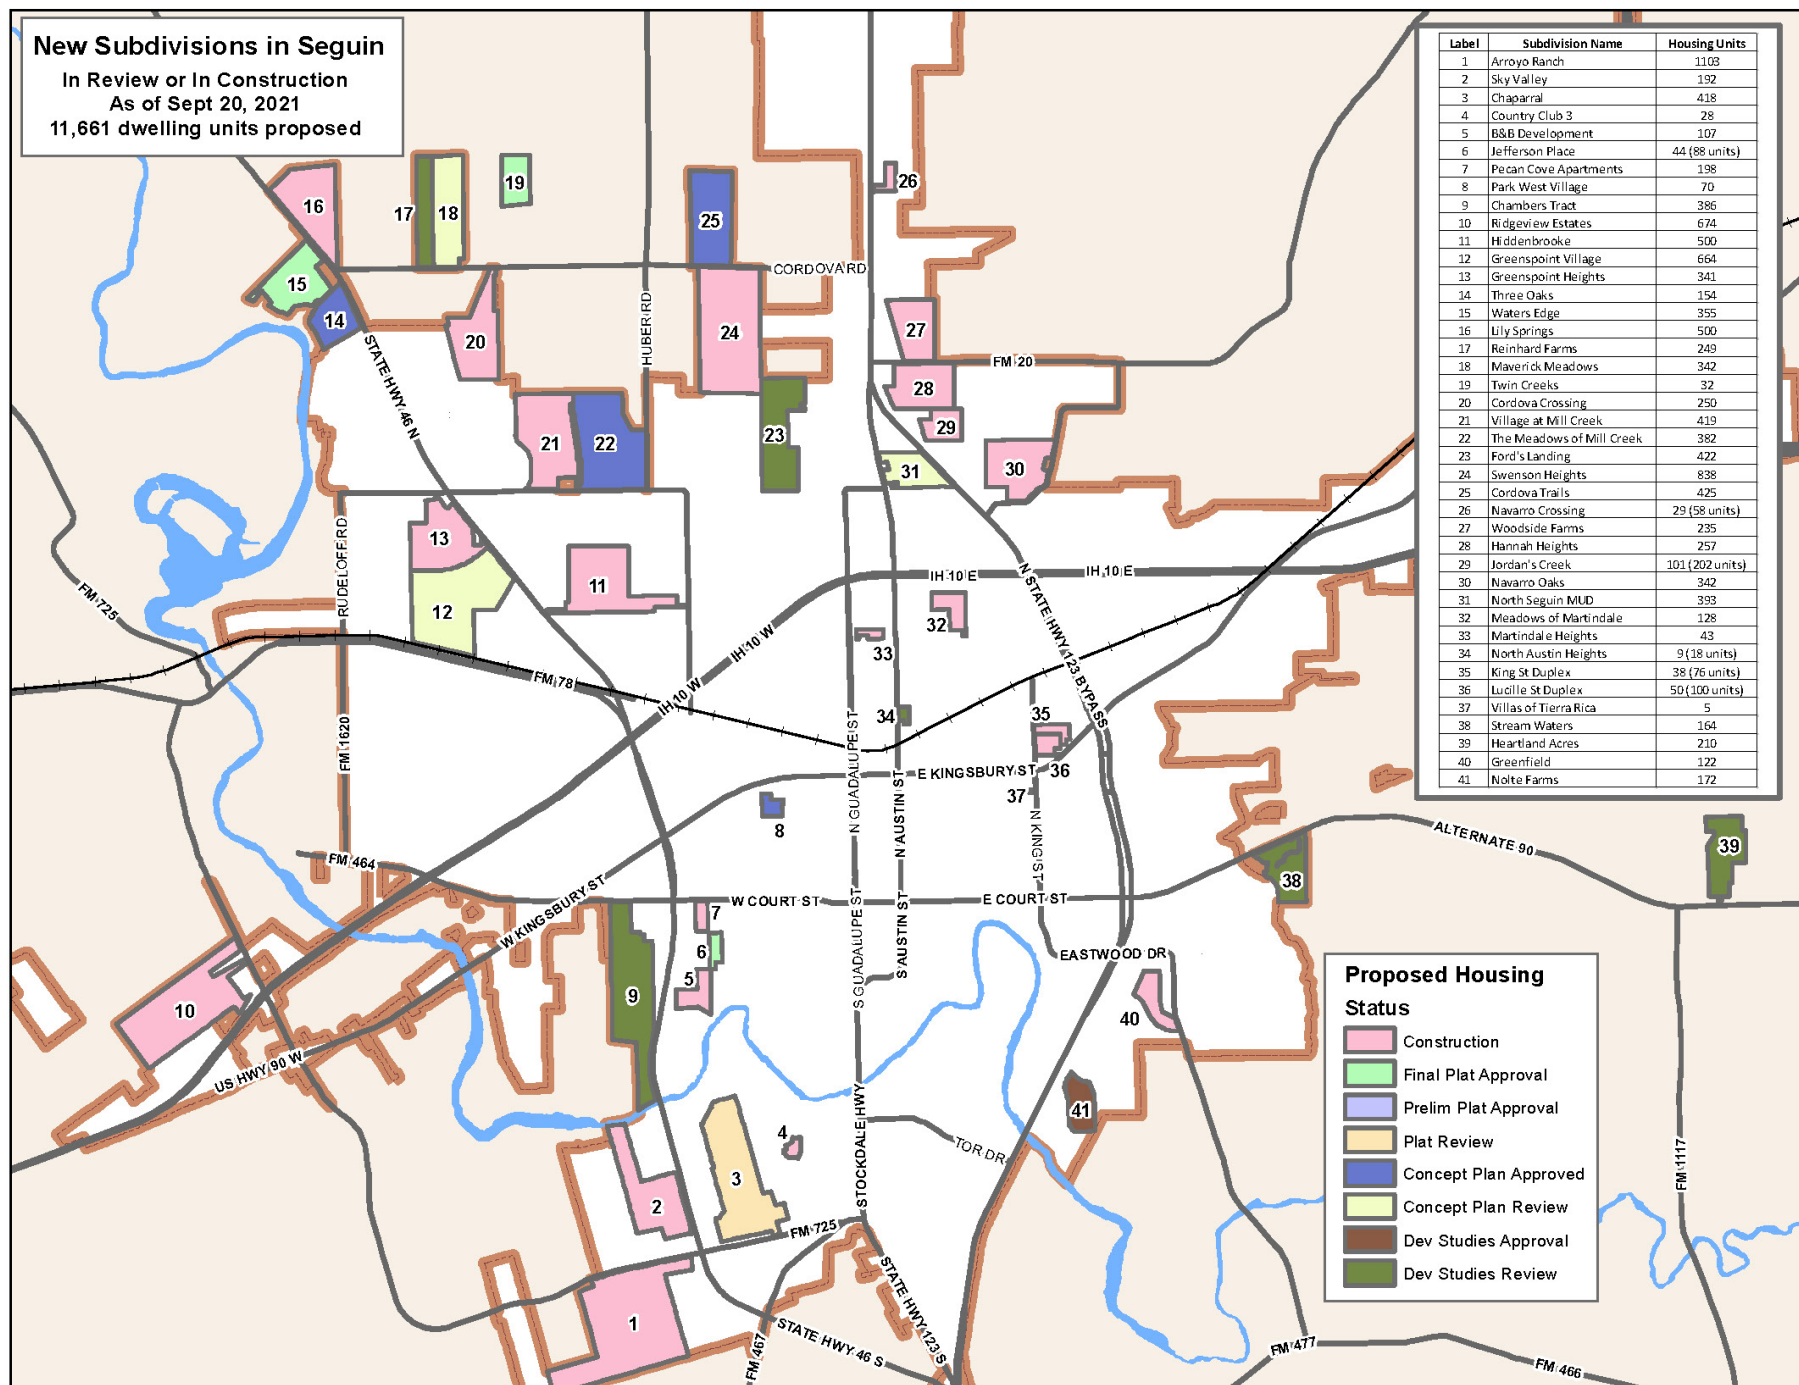 New Subdivisions in Seguin
In Review or In Construction
As of Sept 20, 2021
11,661 dwelling units proposed
Label Subdivision Name Housing Units
1 Arroyo Ranch 1103
2 Sky Valley 192
3 Chaparral 418
4 Country Club 3 28
5 B&B Development 107
6 Jefferson Place 44 (88 units)
7 Pecan Cove Apartments 198
8 Park West Village 70
9 Chambers Tract 386
10 Ridgeview Estates 674
11 Hiddenbrooke 500
12 Greenspoint Village 664
13 Greenspoint Heights 341
14 Three Oaks 154
15 Waters Edge 355
16 Lily Springs 500
17 Reinhard Farms 249
18 Maverick Meadows 342
19 Twin Creeks 32
20 Cordova Crossing 250
21 Village at Mill Creek 419
22 The Meadows of Mill Creek 382
23 Ford's Landing 422
24 Swenson Heights 838
25 Cordova Trails 425
26 Navarro Crossing 29 (58 units)
27 Woodside Farms 235
28 Hannah Heights 257
29 Jordan's Creek 101 (202 units)
30 Navarro Oaks 342
31 North Seguin MUD 393
32 Meadows of Martindale 128
33 Martindale Heights 43
34 North Austin Heights 9 (18 units)
35 King St Duplex 38 (76 units)
36 Lucille St Duplex 50 (100 units)
37 Villas of Tierra Rica 5
38 Stream Waters 164
39 Heartland Acres 210
40 Greenfield 122
41 Nolte Farms 172
16
17
18
19
25
26
CORDOVA RD
15
14
20
24
27
HUBER RD
STATE HWY 46 N
FM 20
28
29
21
22
23
31
30
13
RUDELOFF RD
FM 725
12
11
IH 10 E
IH 10 E
N STATE HWY 123 BYPASS
32
33
IH 10 W
IH 10 W
FM 78
34
35
36
37
FM 1620
N GUADALUPE ST
N AUSTIN ST
E KINGSBURY ST
N KING ST
8
FM 464
W KINGSBURY ST
W COURT ST
E COURT ST
ALTERNATE 90
39
38
7
6
5
9
S GUADALUPE ST
S AUSTIN ST
EASTWOOD DR
10
40
US HWY 90 W
41
4
3
2
STOCKDALE HWY
TOR DR
FM 725
1
FM 467
STATE HWY 46 S
STATE HWY 123 S
FM 477
FM 466
FM 1117
Proposed Housing
Status
Construction
Final Plat Approval
Prelim Plat Approval
Plat Review
Concept Plan Approved
Concept Plan Review
Dev Studies Approval
Dev Studies Review